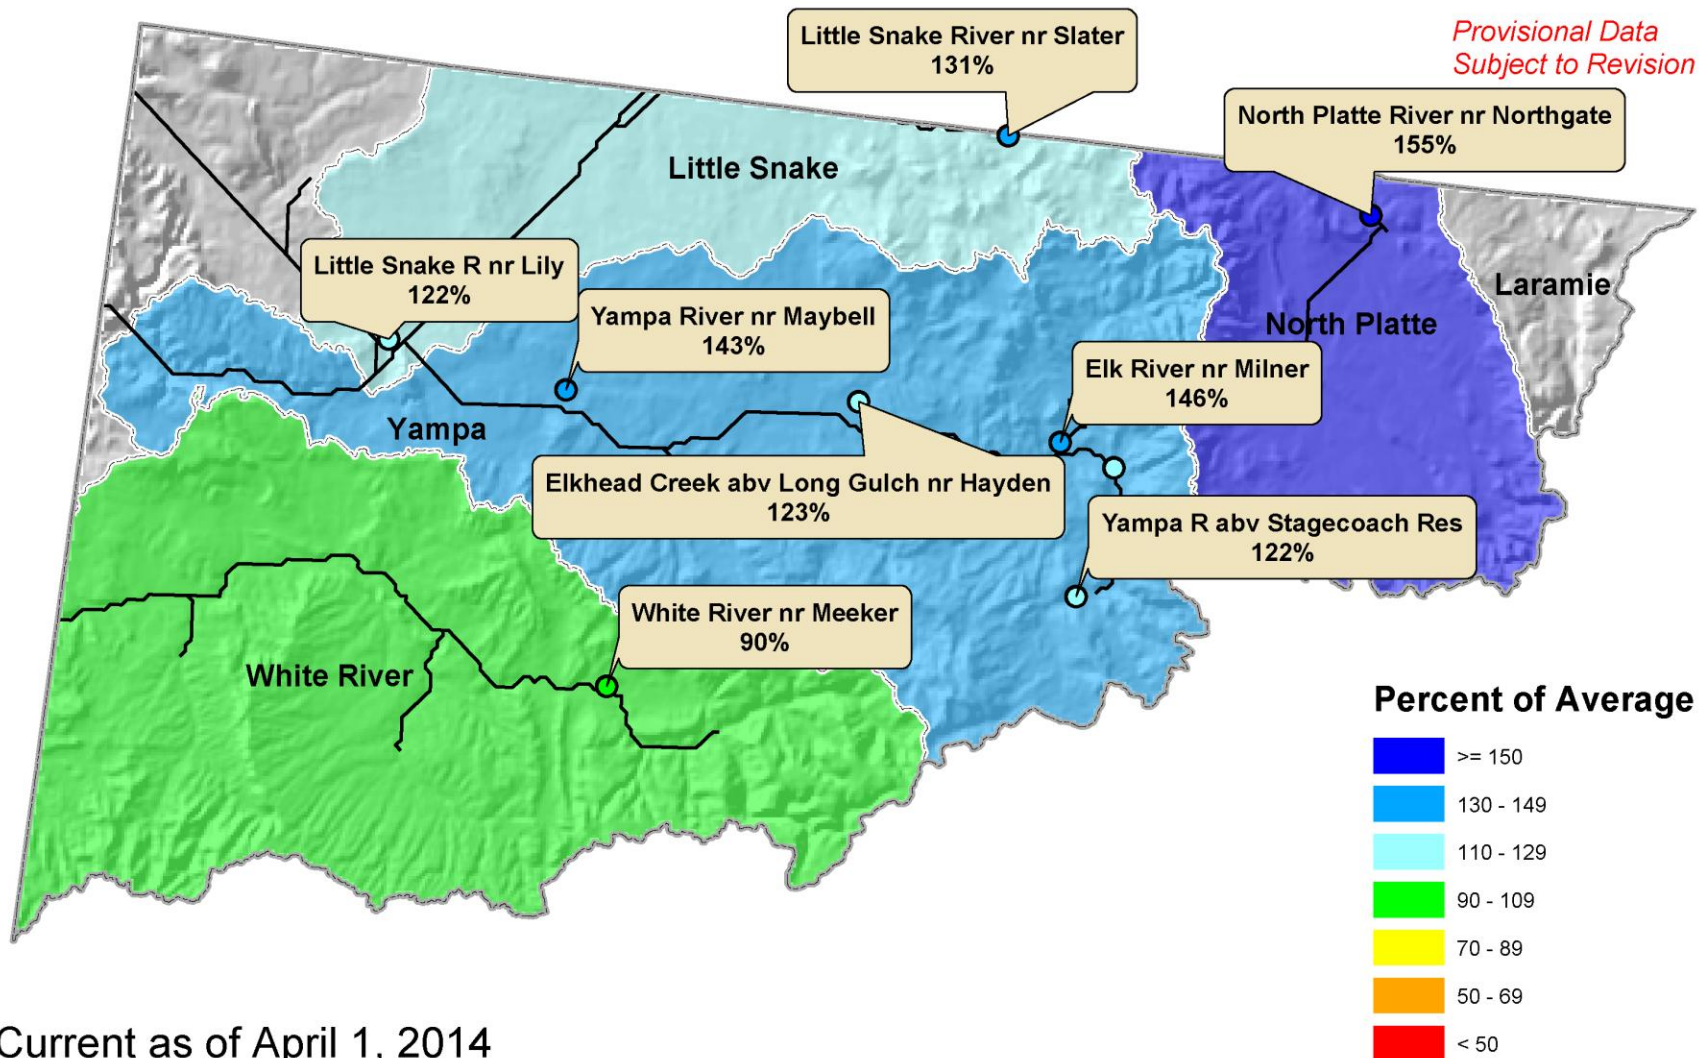 Provisional Data
Subject to Revision
Little Snake River nr Slater
131%
North Platte River nr Northgate
155%
Little Snake
Little Snake R nr Lily
122%
Laramie
Yampa River nr Maybell
143%
North Platte
Elk River nr Milner
146%
Yampa
Elkhead Creek abv Long Gulch nr Hayden
123%
Yampa R abv Stagecoach Res
122%
White River nr Meeker
90%
White River
Percent of Average
>= 150
130 - 149
110 - 129
90 - 109
70 - 89
50 - 69
< 50
Current as of April 1, 2014